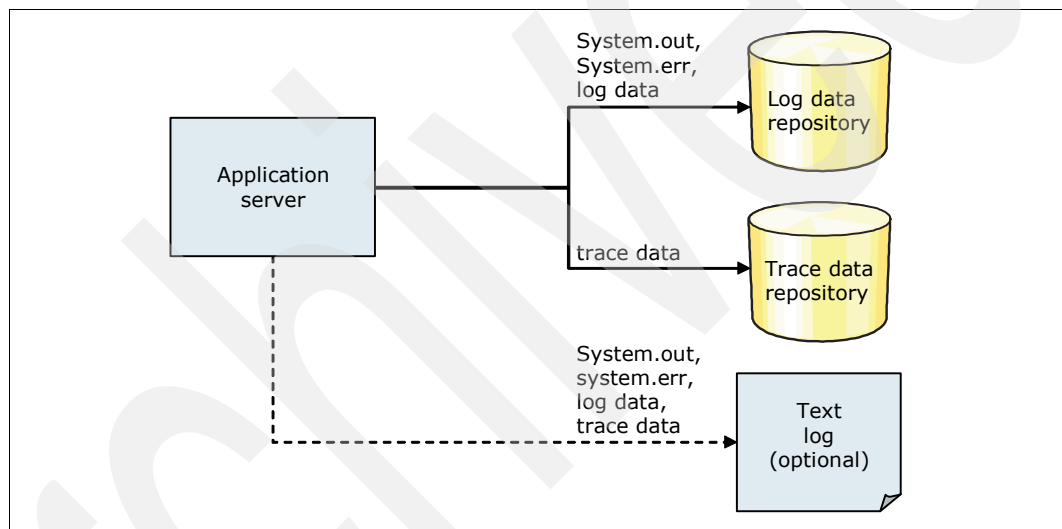 System.out,
System.err,
log data
Log data
repository
Application
server
trace data
Trace data
repository
System.out,
system.err,
log data,
trace data
Text
log
(optional)